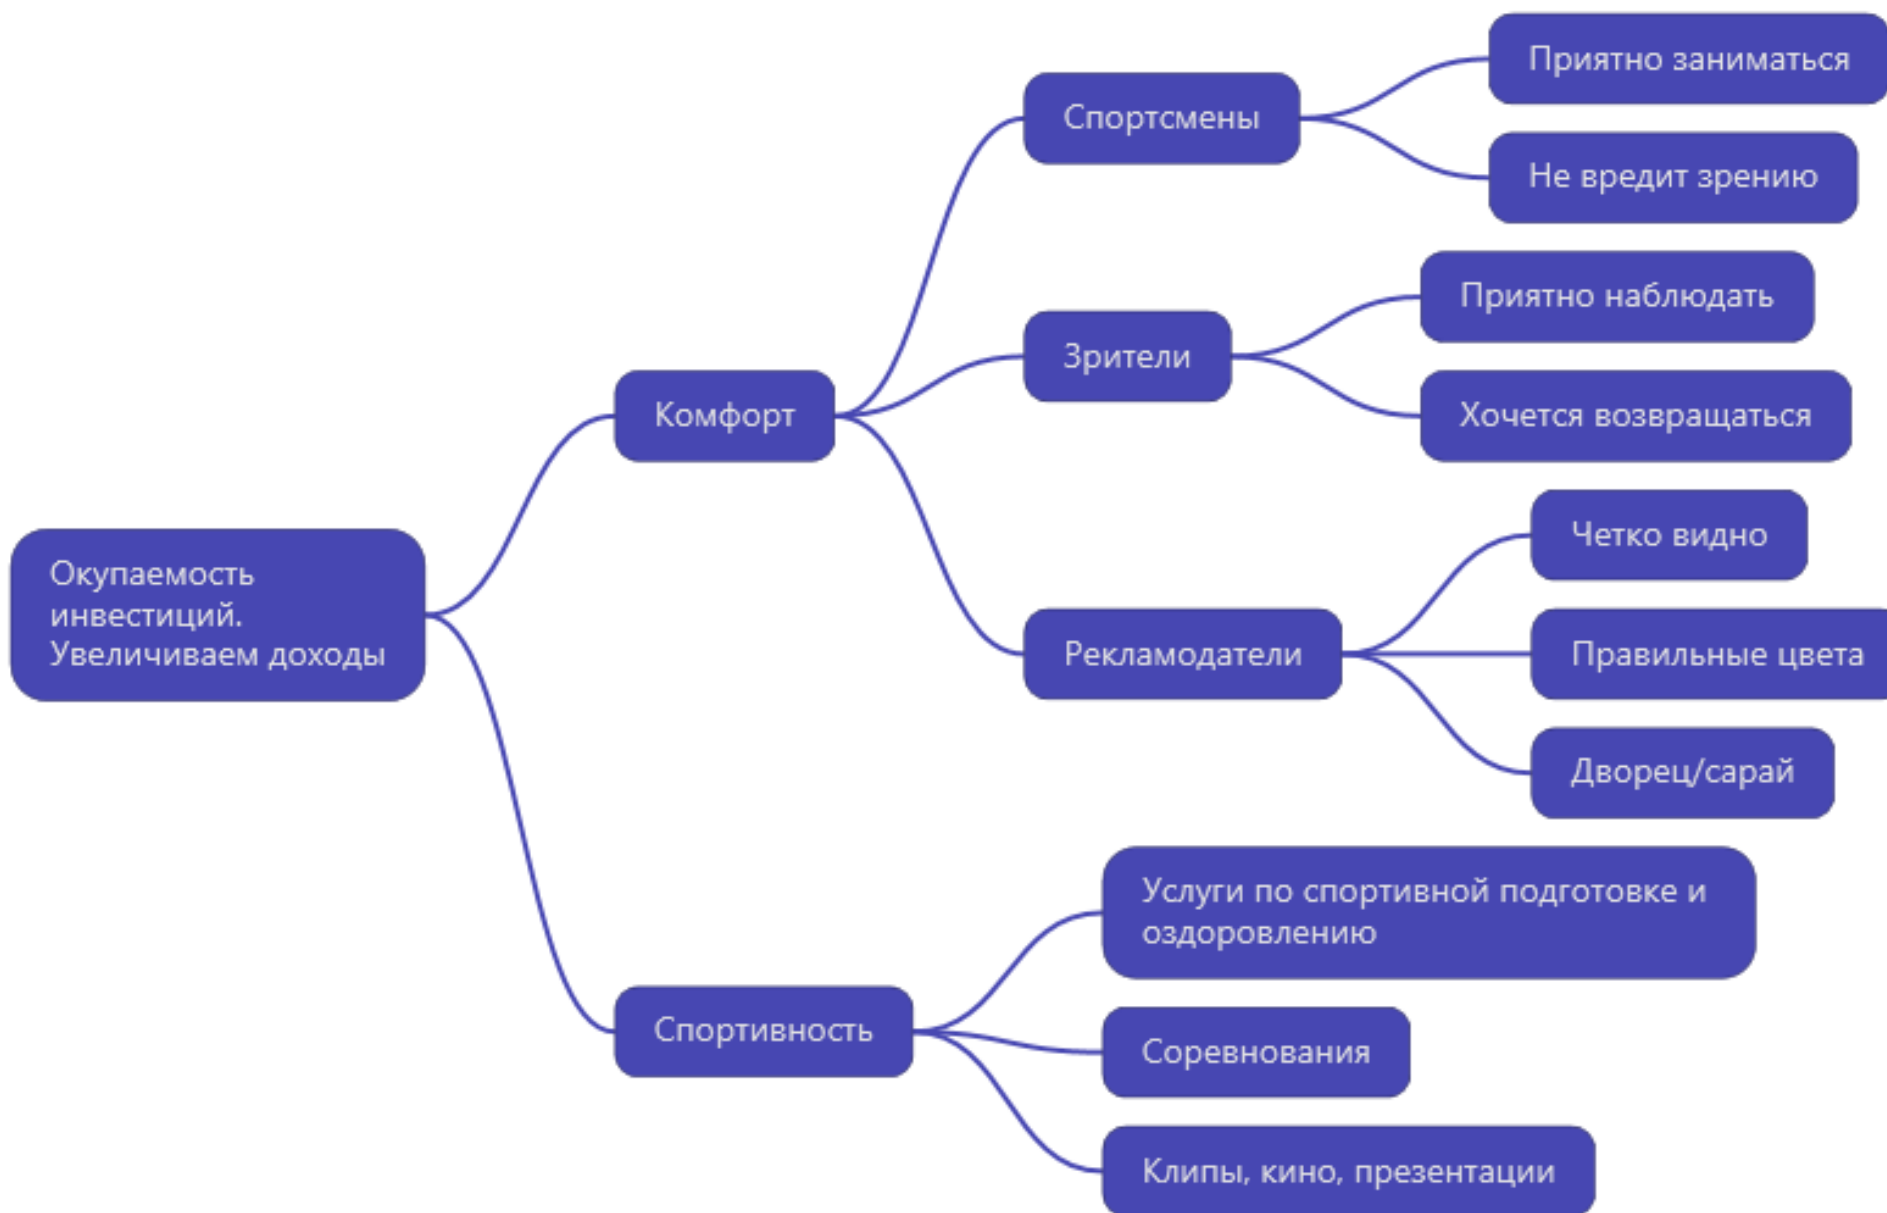 Окупаемость
инвестиций.
Увеличиваем доходы
Комфорт
Спортсмены
Приятно заниматься
Не вредит зрению
Зрители
Приятно наблюдать
Хочется возвращаться
Рекламодатели
Четко видно
Правильные цвета
Дворец/сарай
Спортивность
Услуги по спортивной подготовке и
оздоровлению
Соревнования
Клипы, кино, презентации